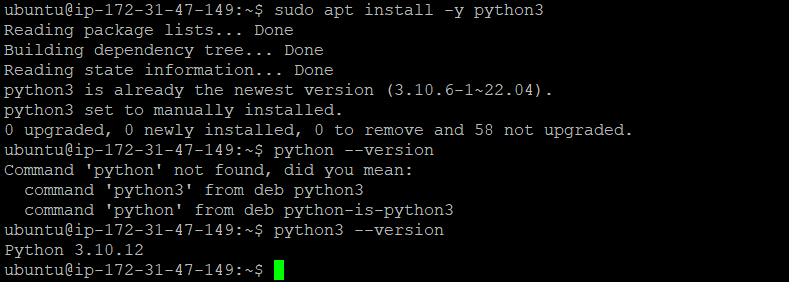 ubuntu@ip-172-31-47-149:~$ sudo apt install -y python3
Reading package lists... Done
Building dependency tree... Done
Reading state information... Done
python3 is already the newest version (3.10.6-1~22.04).
python3 set to manually installed.
0 upgraded, 0 newly installed, 0 to remove and 58 not upgraded.
ubuntu@ip-172-31-47-149:~$ python --version
Command 'python' not found, did you mean:
  command 'python3' from deb python3
  command 'python' from deb python-is-python3
ubuntu@ip-172-31-47-149:~$ python3 --version
Python 3.10.12
ubuntu@ip-172-31-47-149:~$